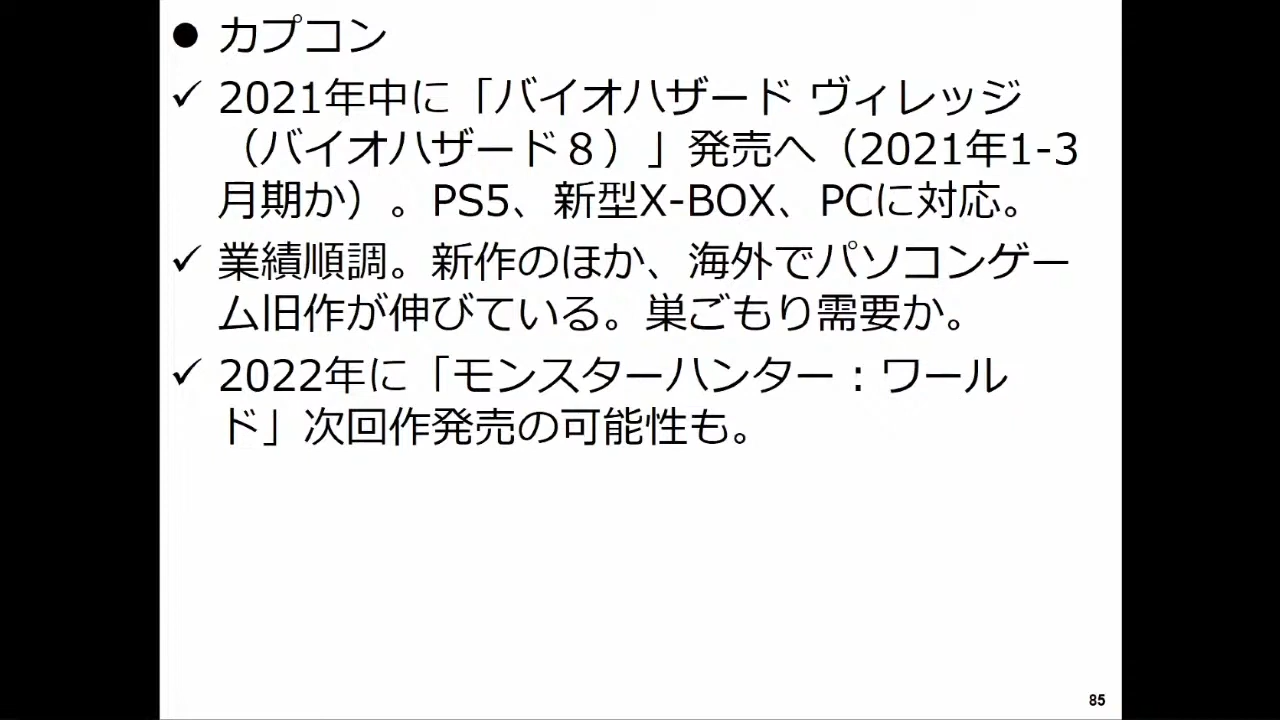 ● カプコン
✓ 2021年中に「バイオハザード ヴィレッジ
（バイオハザード８）」発売へ（2021年1-3
月期か）。PS5、新型X-BOX、PCに対応。
✓ 業績順調。新作のほか、海外でパソコンゲー
ム旧作が伸びている。巣ごもり需要か。
✓ 2022年に「モンスターハンター：ワール
ド」次回作発売の可能性も。
85